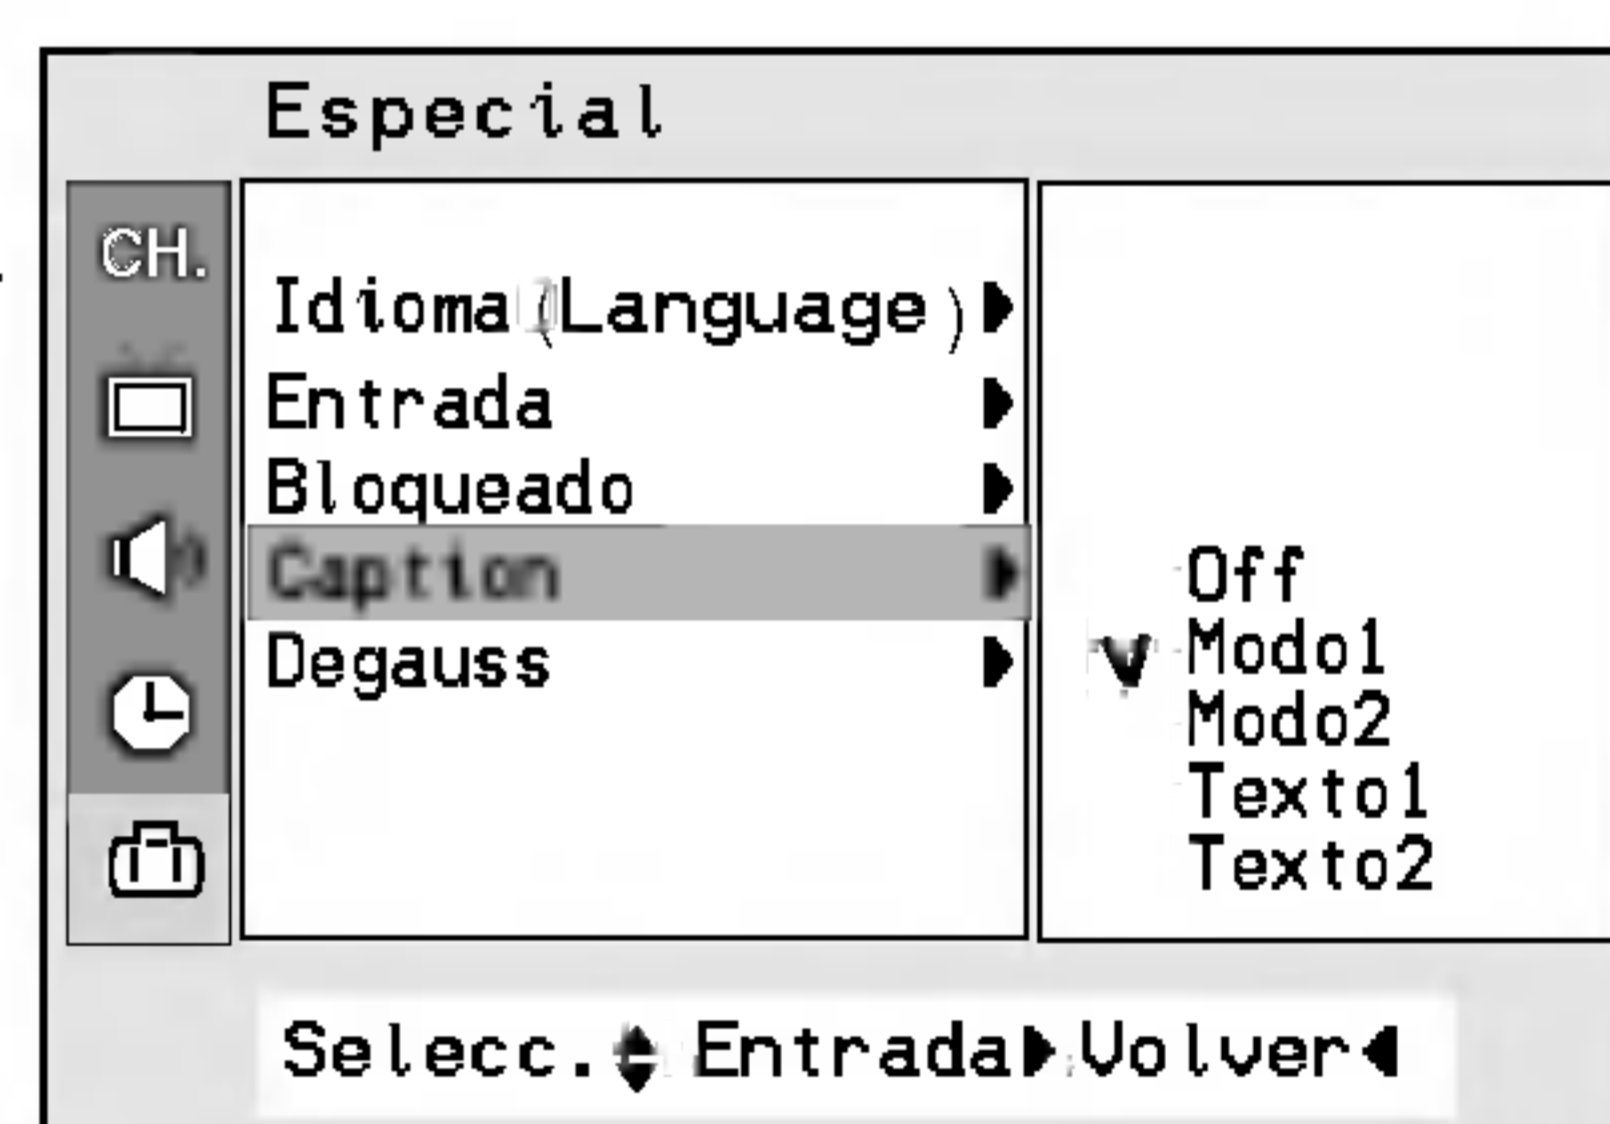 Especial
CH.
Idioma (Language)
Entrada
Bloqueado
Caption
Degauss
Off
Modo1
Modo2
Texto1
Texto2
Selecc. Entrada Volver